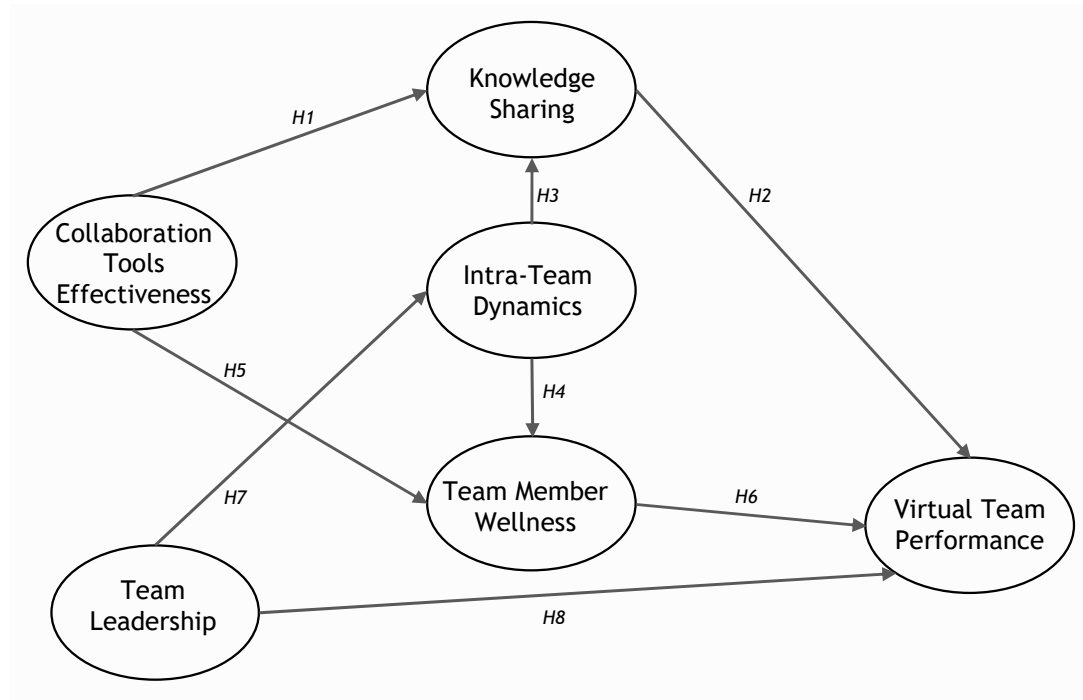 Knowledge
Sharing
H1
H3
H2
Collaboration
Tools
Effectiveness
Intra-Team
Dynamics
H5
H4
H7
Team Member
Wellness
H6
Virtual Team
Performance
Team
Leadership
H8